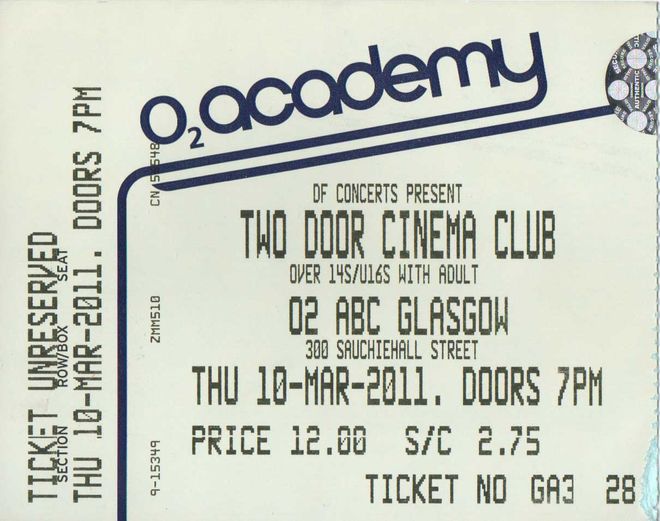 O2 academy
DF CONCERTS PRESENT
TWO DOOR CINEMA CLUB
OVER 14S/U16S WITH ADULT
O2 ABC GLASGOW
300 SAUCHIEHALL STREET
THU 10-MAR-2011. DOORS 7PM
PRICE 12.00 S/C 2.75
TICKET NO GA3 28
TICKET UNRESERVED
SECTION ROW/BOX SEAT
THU 10-MAR-2011. DOORS 7PM
9-15349
ZMM510
CN
AUTHENTIC